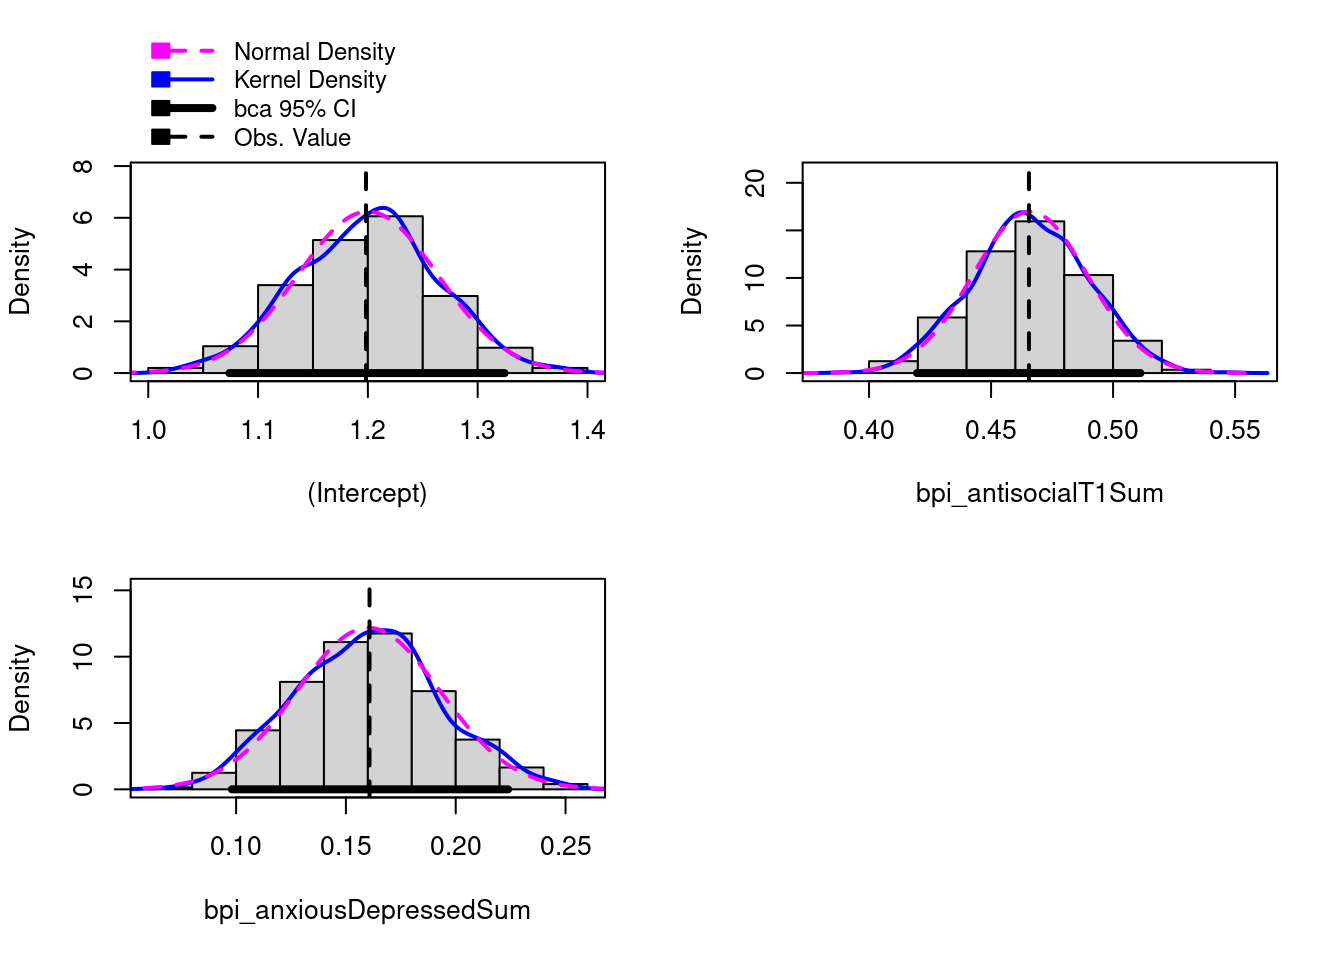 Normal Density
Kernel Density
bca 95% CI
Obs. Value
Density
0 2 4 6 8
1.0 1.1 1.2 1.3 1.4
(Intercept)
Density
0 5 10 20
0.40 0.45 0.50 0.55
bpi_antisocialT1Sum
Density
0 5 10 15
0.10 0.15 0.20 0.25
bpi_anxiousDepressedSum